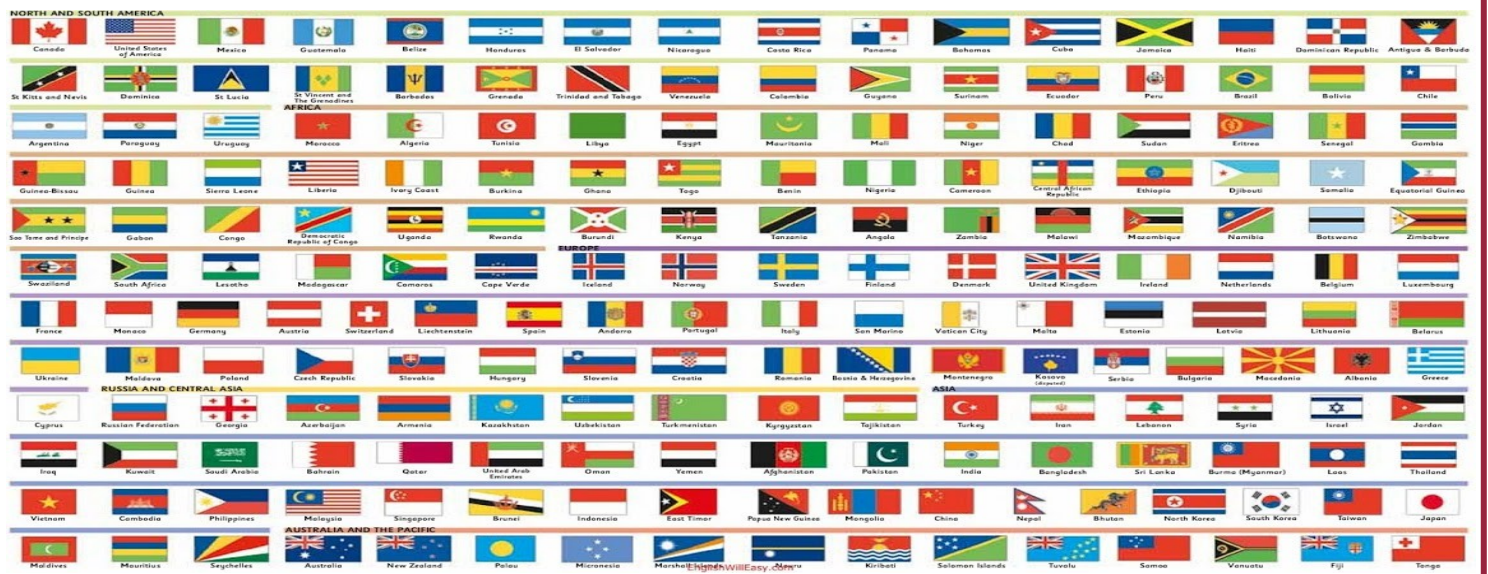 NORTH AND SOUTH AMERICA
Canada United States of America Mexico Guatemala Belize Honduras El Salvador Nicaragua Costa Rica Panama Bahamas Cuba Jamaica Haiti Dominican Republic Antigua & Barbuda
St Kitts and Nevis Dominica St Lucia St Vincent and The Grenadines Barbados Grenada Trinidad and Tobago Venezuela Colombia Guyana Surinam Ecuador Peru Brazil Bolivia Chile
AFRICA
Argentina Paraguay Uruguay Morocco Algeria Tunisia Libya Egypt Mauritania Mali Niger Chad Sudan Eritrea Senegal Gambia
Guinea-Bissau Guinea Sierra Leone Liberia Ivory Coast Burkina Ghana Togo Benin Nigeria Cameroon Central African Republic Ethiopia Djibouti Somalia Equatorial Guinea
Sao Tome and Principe Gabon Congo Democratic Republic of Congo Uganda Rwanda Burundi Kenya Tanzania Angola Zambia Malawi Mozambique Namibia Botswana Zimbabwe
EUROPE
Swaziland South Africa Lesotho Madagascar Comoros Cape Verde Iceland Norway Sweden Finland Denmark United Kingdom Ireland Netherlands Belgium Luxembourg
France Monaco Germany Austria Switzerland Liechtenstein Spain Andorra Portugal Italy San Marino Vatican City Malta Estonia Latvia Lithuania Belarus
Ukraine Moldova Poland Czech Republic Slovakia Hungary Slovenia Croatia Romania Bosnia & Herzegovina Montenegro Kosovo (disputed) Serbia Bulgaria Macedonia Albania Greece
RUSSIA AND CENTRAL ASIA ASIA
Cyprus Russian Federation Georgia Azerbaijan Armenia Kazakhstan Uzbekistan Turkmenistan Kyrgyzstan Tajikistan Turkey Iran Lebanon Syria Israel Jordan
Iraq Kuwait Saudi Arabia Bahrain Qatar United Arab Emirates Oman Yemen Afghanistan Pakistan India Bangladesh Sri Lanka Burma (Myanmar) Laos Thailand
Vietnam Cambodia Philippines Malaysia Singapore Brunei Indonesia East Timor Papua New Guinea Mongolia China Nepal Bhutan North Korea South Korea Taiwan Japan
AUSTRALIA AND THE PACIFIC
Maldives Mauritius Seychelles Australia New Zealand Palau Micronesia Marshall Nauru Kiribati Solomon Islands Tuvalu Samoa Vanuatu Fiji Tonga
EnglishWillEasy.com